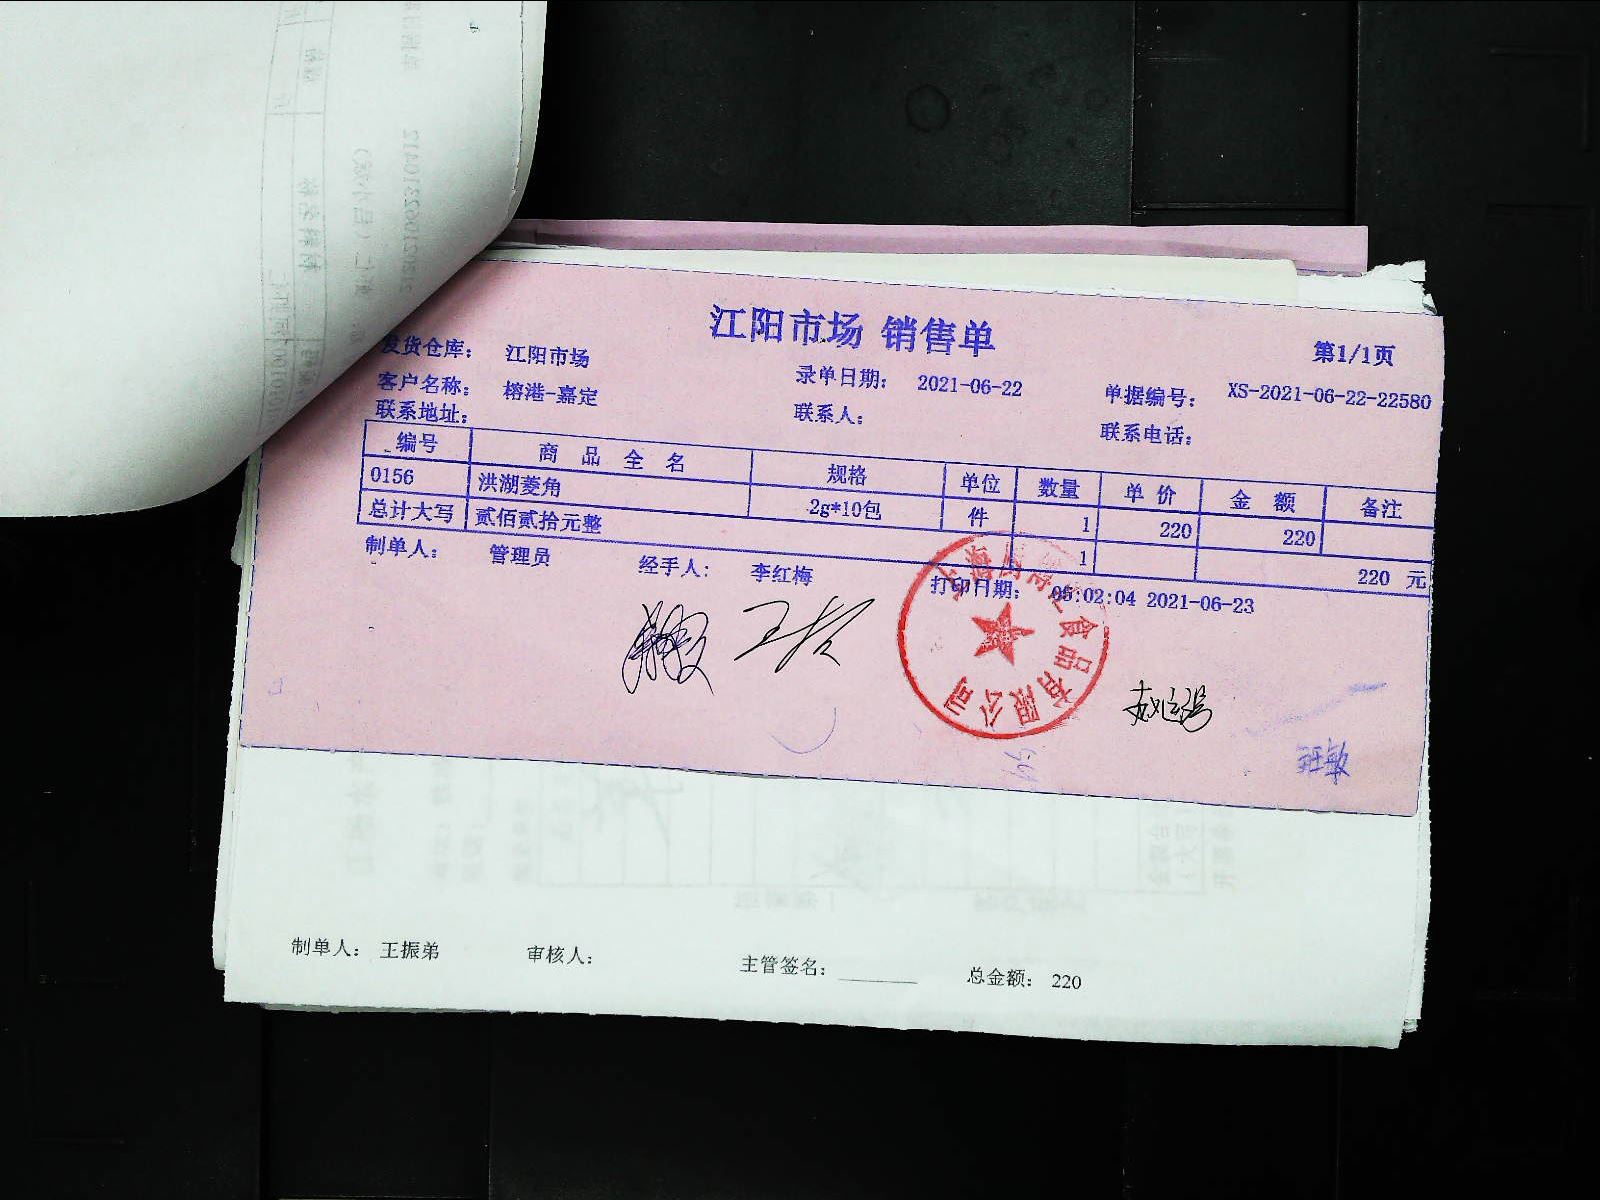 江阳市场 销售单
第1/1页
发货仓库： 江阳市场 录单日期： 2021-06-22 单据编号： XS-2021-06-22-22580
客户名称： 榕港-嘉定 联系人： 联系电话：
联系地址：
编号 商品全名 规格 单位 数量 单价 金额 备注
0156 洪湖菱角 2g*10包 件 1 220 220
总计大写 贰佰贰拾元整 1 220 元
制单人： 管理员 经手人： 李红梅 打印日期： 05:02:04 2021-06-23
食品有限公司
制单人： 王振弟 审核人： 主管签名： 总金额： 220